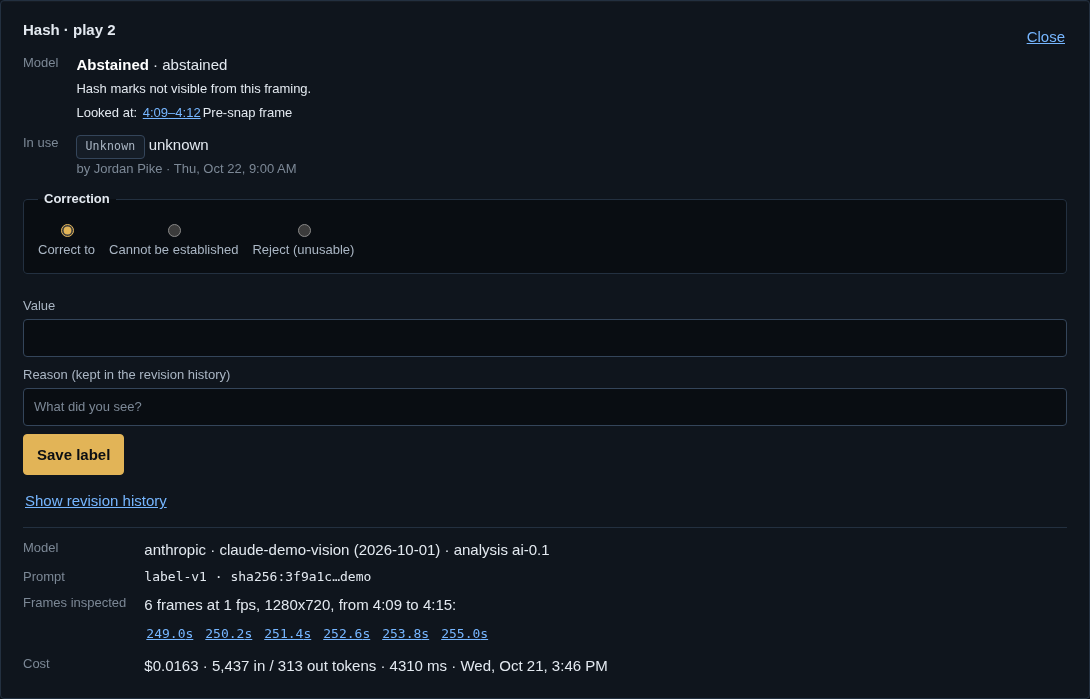 Hash · play 2
Close
Model Abstained · abstained
Hash marks not visible from this framing.
Looked at: 4:09–4:12 Pre-snap frame
In use Unknown unknown
by Jordan Pike · Thu, Oct 22, 9:00 AM
Correction
Correct to Cannot be established Reject (unusable)
Value
Reason (kept in the revision history)
What did you see?
Save label
Show revision history
Model anthropic · claude-demo-vision (2026-10-01) · analysis ai-0.1
Prompt label-v1 · sha256:3f9a1c…demo
Frames inspected 6 frames at 1 fps, 1280x720, from 4:09 to 4:15:
249.0s 250.2s 251.4s 252.6s 253.8s 255.0s
Cost $0.0163 · 5,437 in / 313 out tokens · 4310 ms · Wed, Oct 21, 3:46 PM